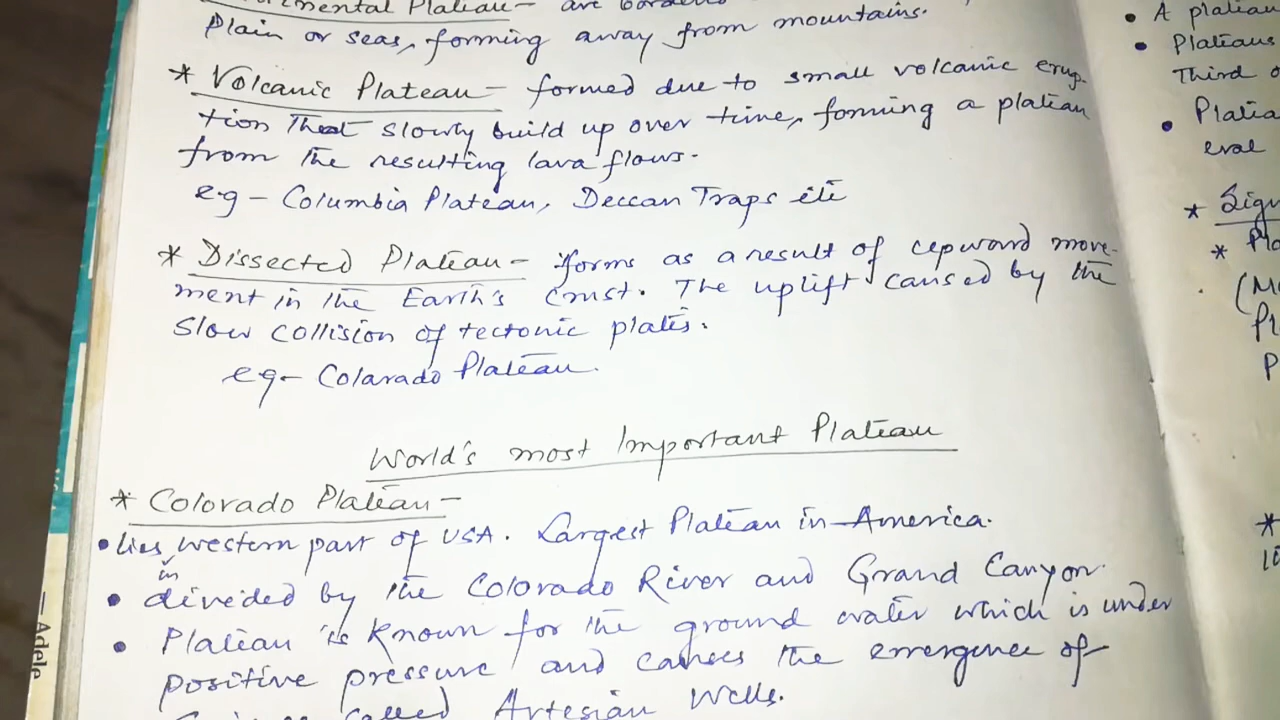 Plateau - are
Plain or seas, forming away from mountains.
* Volcanic Plateau - formed due to small volcanic erup-
tion that slowly build up over time, forming a plateau
from the resulting lava flows.
e.g - Columbia Plateau, Deccan Traps etc
* Dissected Plateau - forms as a result of upward move-
ment in the Earth's Crust. The uplift caused by the
slow collision of tectonic plates.
eg - Colarado Plateau.
World's most Important Plateau
* Colorado Plateau -
• lies in western part of USA. Largest Plateau in America.
• divided by the Colorado River and Grand Canyon.
• Plateau is known for the ground water which is under
positive pressure and causes the emergence of
called Artesian Wells.
• A plateau
• Plateaus
Third
•
eval
*
*
(
*
— Adele